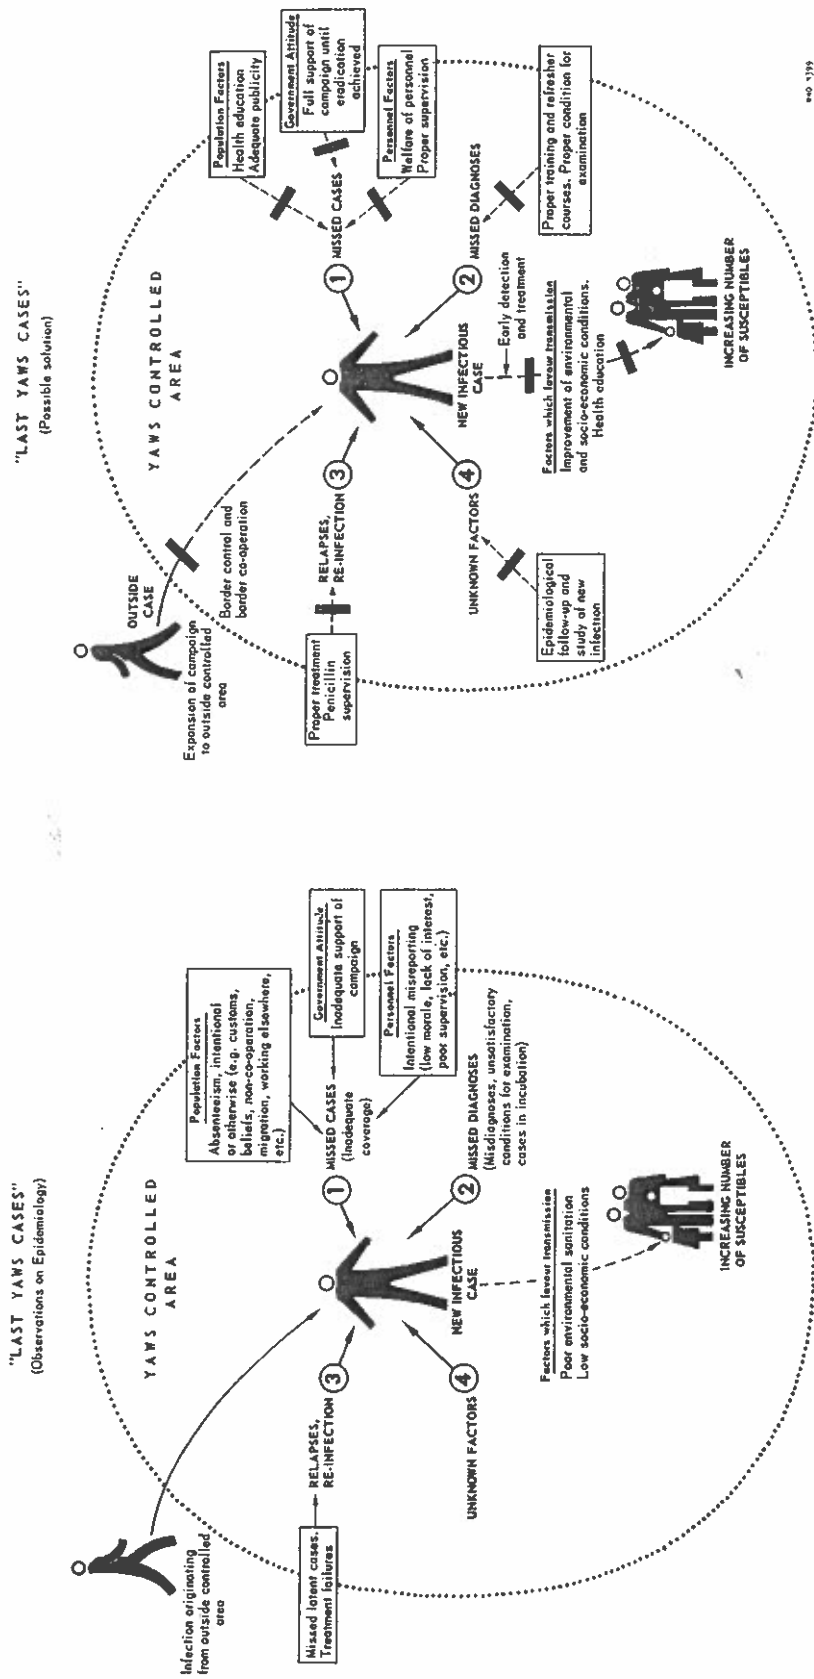 "LAST YAWS CASES"
(Observations on Epidemiology)
YAWS CONTROLLED
AREA
Infection originating
from outside controlled
area
Population Factors
Absenteeism, intentional
or otherwise (e.g. customs,
beliefs, non-co-operation,
migration, working elsewhere,
etc.)
Government Attitude
Inadequate support of
campaign
Personnel Factors
Intentional misreporting
(low morale, lack of interest,
poor supervision, etc.)
Missed latent cases.
Treatment failures
RELAPSES,
RE-INFECTION
3
1
MISSED CASES
(Inadequate
coverage)
NEW INFECTIOUS
CASE
UNKNOWN FACTORS
4
2
MISSED DIAGNOSES
(Misdiagnoses, unsatisfactory
conditions for examination,
cases in incubation)
Factors which favour transmission
Poor environmental sanitation
Low socio-economic conditions
INCREASING NUMBER
OF SUSCEPTIBLES
"LAST YAWS CASES"
(Possible solution)
YAWS CONTROLLED
AREA
OUTSIDE
CASE
Expansion of campaign
to outside controlled
area
Border control and
border co-operation
Population Factors
Health education
Adequate publicity
Government Attitude
Full support of
campaign until
eradication
achieved
Personnel Factors
Welfare of personnel
Proper supervision
Proper treatment
Penicillin
supervision
RELAPSES,
RE-INFECTION
3
1
MISSED CASES
NEW INFECTIOUS
CASE
UNKNOWN FACTORS
4
2
MISSED DIAGNOSES
Early detection
and treatment
Epidemiological
follow-up and
study of new
infection
Proper training and refresher
courses. Proper condition for
examination
Factors which favour transmission
Improvement of environmental
and socio-economic conditions.
Health education
INCREASING NUMBER
OF SUSCEPTIBLES